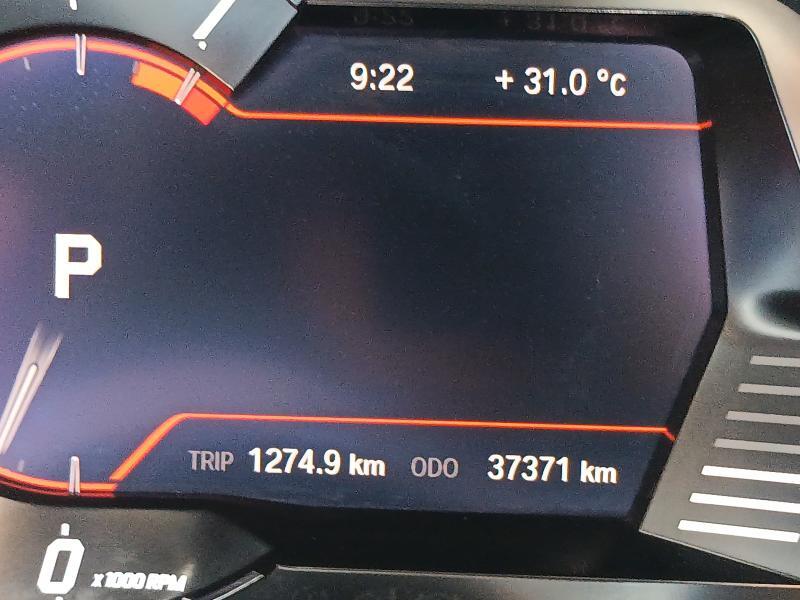 9:22 + 31.0 °C
P
TRIP 1274.9 km ODO 37371 km
0 x1000 RPM